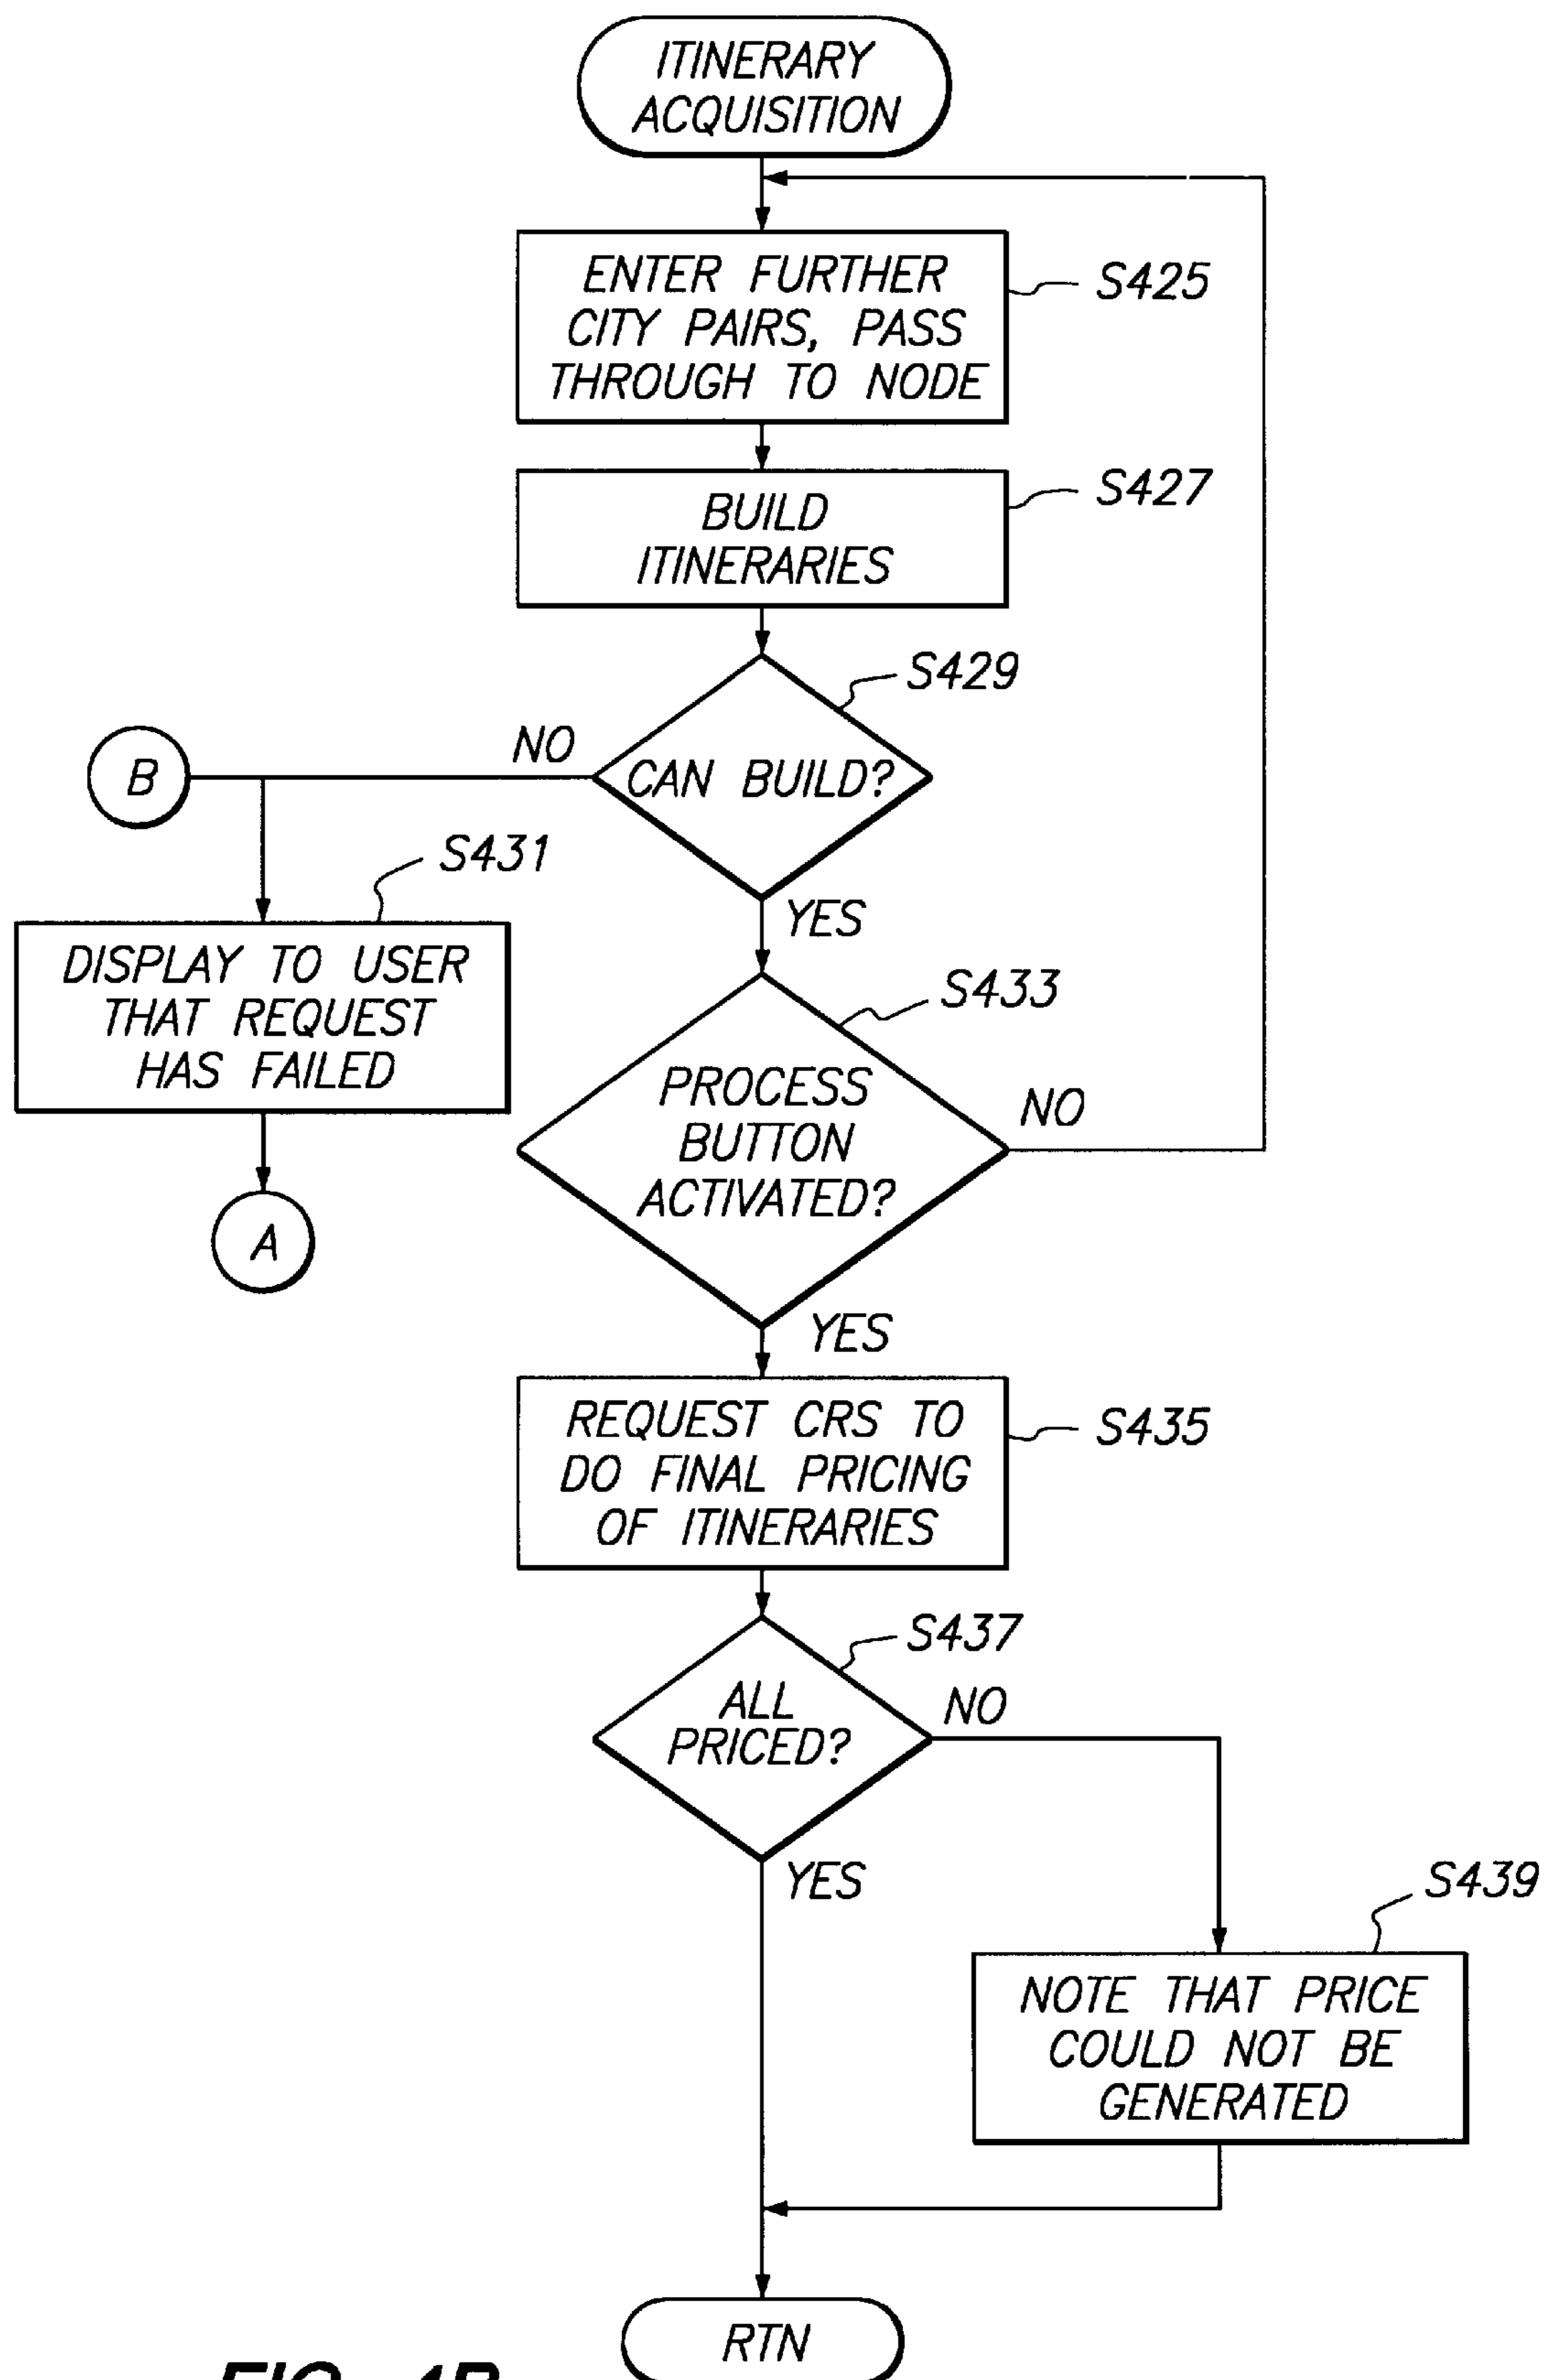 ITINERARY
ACQUISITION
ENTER FURTHER
CITY PAIRS, PASS
THROUGH TO NODE
S425
BUILD
ITINERARIES
S427
S429
CAN BUILD?
NO
B
YES
S431
DISPLAY TO USER
THAT REQUEST
HAS FAILED
A
S433
PROCESS
BUTTON
ACTIVATED?
NO
YES
REQUEST CRS TO
DO FINAL PRICING
OF ITINERARIES
S435
S437
ALL
PRICED?
NO
YES
S439
NOTE THAT PRICE
COULD NOT BE
GENERATED
RTN